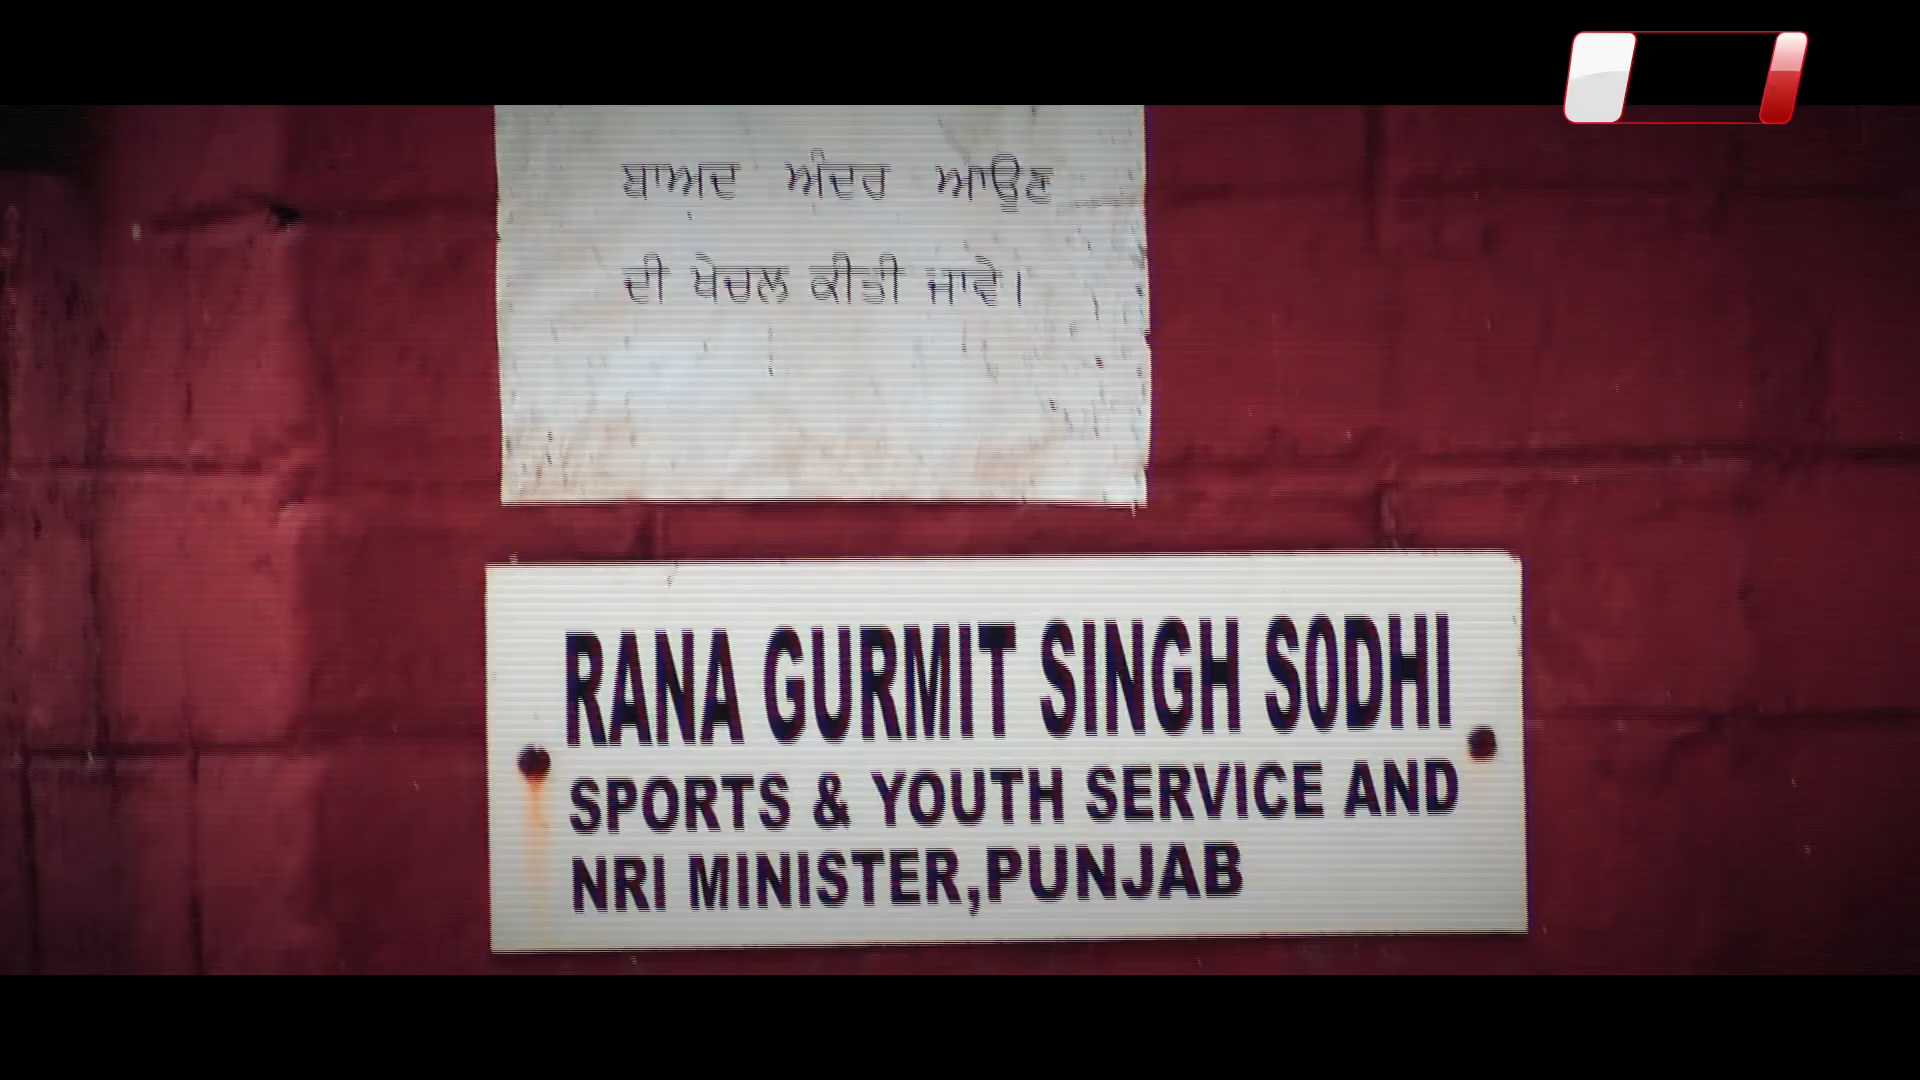 ਬਾਅਦ ਅੰਦਰ ਆਉਣ
ਦੀ ਖੇਚਲ ਕੀਤੀ ਜਾਵੇ।
RANA GURMIT SINGH SODHI
SPORTS & YOUTH SERVICE AND
NRI MINISTER,PUNJAB